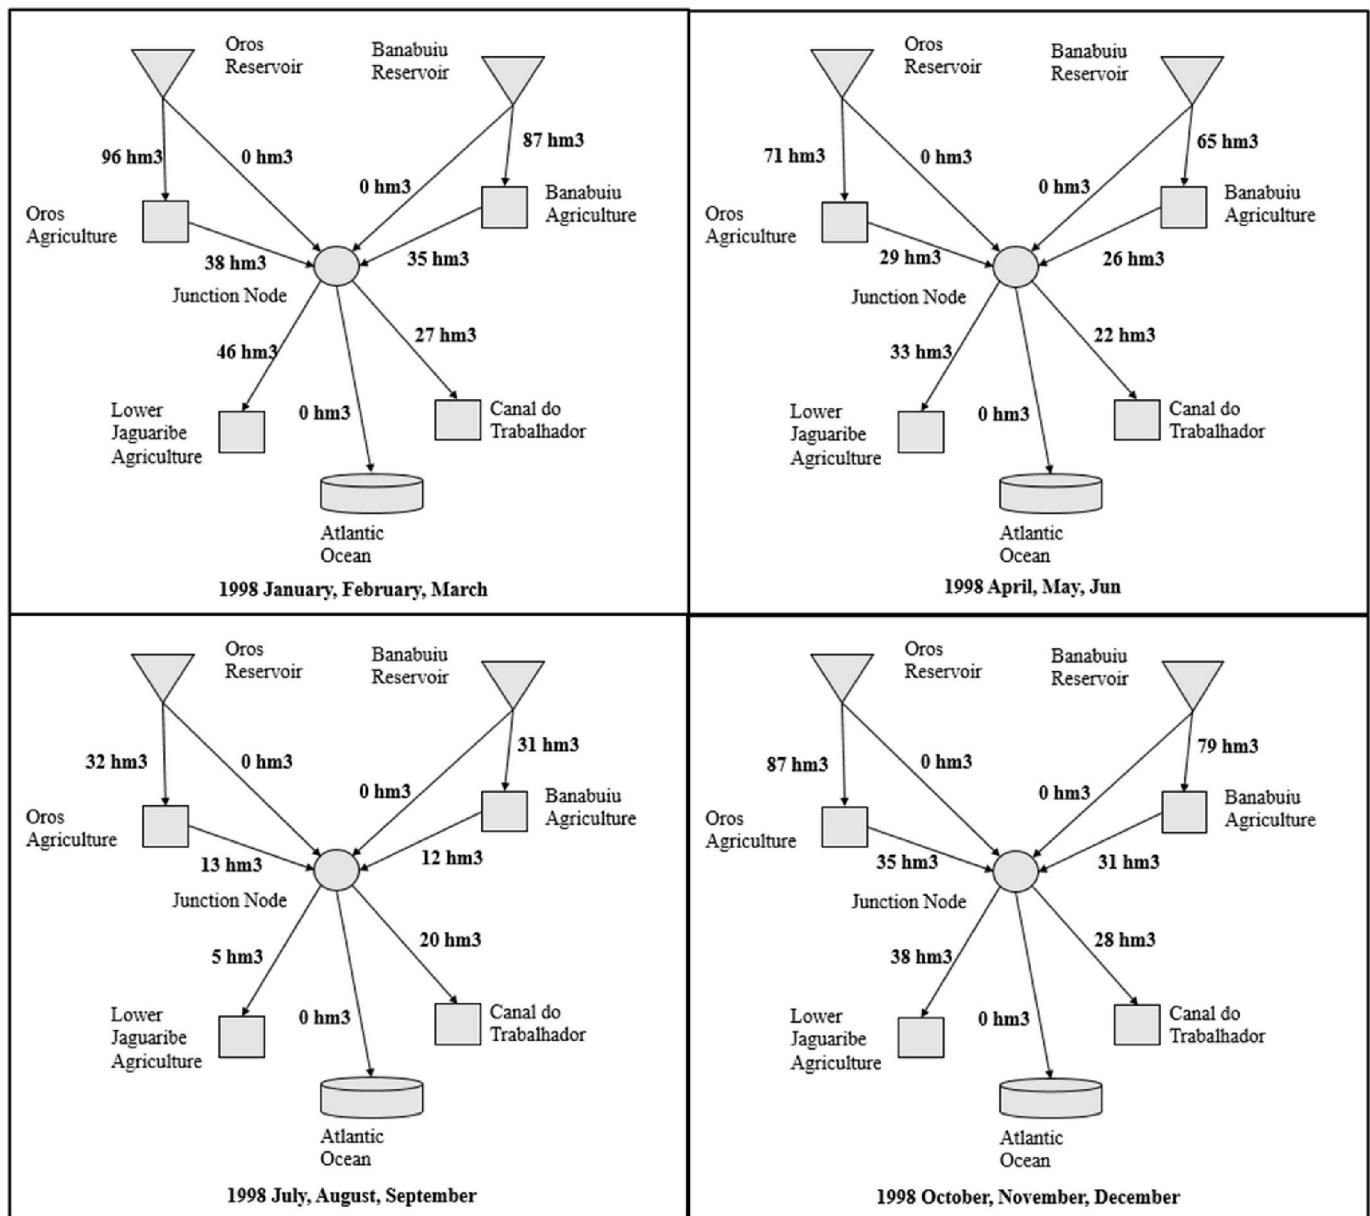 Oros
Reservoir
Banabuiu
Reservoir
96 hm3
0 hm3
0 hm3
87 hm3
Oros
Agriculture
Banabuiu
Agriculture
38 hm3
35 hm3
Junction Node
46 hm3
27 hm3
0 hm3
Lower
Jaguaribe
Agriculture
Canal do
Trabalhador
Atlantic
Ocean
1998 January, February, March
Oros
Reservoir
Banabuiu
Reservoir
71 hm3
0 hm3
0 hm3
65 hm3
Oros
Agriculture
Banabuiu
Agriculture
29 hm3
26 hm3
Junction Node
33 hm3
22 hm3
0 hm3
Lower
Jaguaribe
Agriculture
Canal do
Trabalhador
Atlantic
Ocean
1998 April, May, Jun
Oros
Reservoir
Banabuiu
Reservoir
32 hm3
0 hm3
0 hm3
31 hm3
Oros
Agriculture
Banabuiu
Agriculture
13 hm3
12 hm3
Junction Node
5 hm3
20 hm3
0 hm3
Lower
Jaguaribe
Agriculture
Canal do
Trabalhador
Atlantic
Ocean
1998 July, August, September
Oros
Reservoir
Banabuiu
Reservoir
87 hm3
0 hm3
0 hm3
79 hm3
Oros
Agriculture
Banabuiu
Agriculture
35 hm3
31 hm3
Junction Node
38 hm3
28 hm3
0 hm3
Lower
Jaguaribe
Agriculture
Canal do
Trabalhador
Atlantic
Ocean
1998 October, November, December